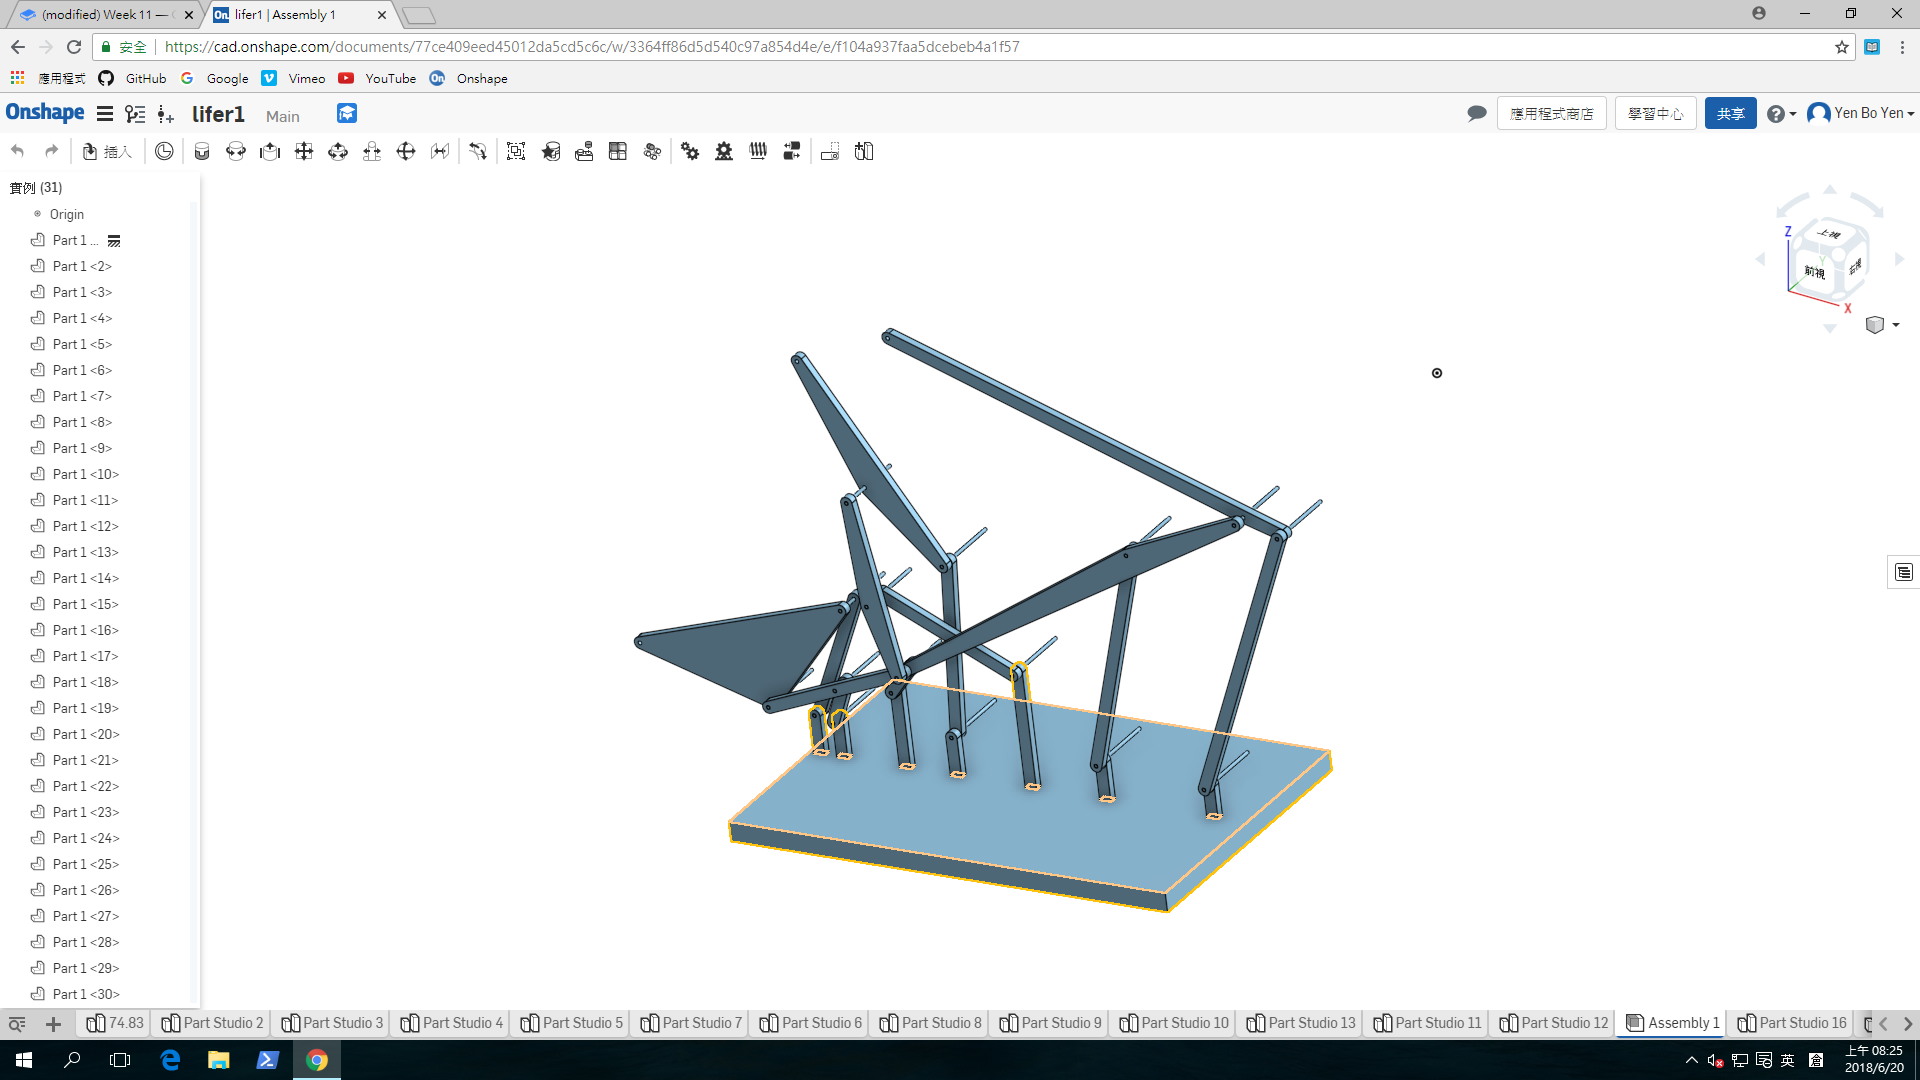 (modified) Week 11 —
lifer1 | Assembly 1
安全
https://cad.onshape.com/documents/77ce409eed45012da5cd5c6c/w/3364ff86d5d540c97a854d4e/e/f104a937faa5dcebeb4a1f57
應用程式
GitHub
Google
Vimeo
YouTube
Onshape
Onshape
lifer1
Main
應用程式商店
學習中心
共享
Yen Bo Yen
插入
實例 (31)
Origin
Part 1 ...
Part 1 <2>
Part 1 <3>
Part 1 <4>
Part 1 <5>
Part 1 <6>
Part 1 <7>
Part 1 <8>
Part 1 <9>
Part 1 <10>
Part 1 <11>
Part 1 <12>
Part 1 <13>
Part 1 <14>
Part 1 <15>
Part 1 <16>
Part 1 <17>
Part 1 <18>
Part 1 <19>
Part 1 <20>
Part 1 <21>
Part 1 <22>
Part 1 <23>
Part 1 <24>
Part 1 <25>
Part 1 <26>
Part 1 <27>
Part 1 <28>
Part 1 <29>
Part 1 <30>
Z
上視
Y
前視
右視
X
74.83
Part Studio 2
Part Studio 3
Part Studio 4
Part Studio 5
Part Studio 7
Part Studio 6
Part Studio 8
Part Studio 9
Part Studio 10
Part Studio 13
Part Studio 11
Part Studio 12
Assembly 1
Part Studio 16
英
上午 08:25
2018/6/20